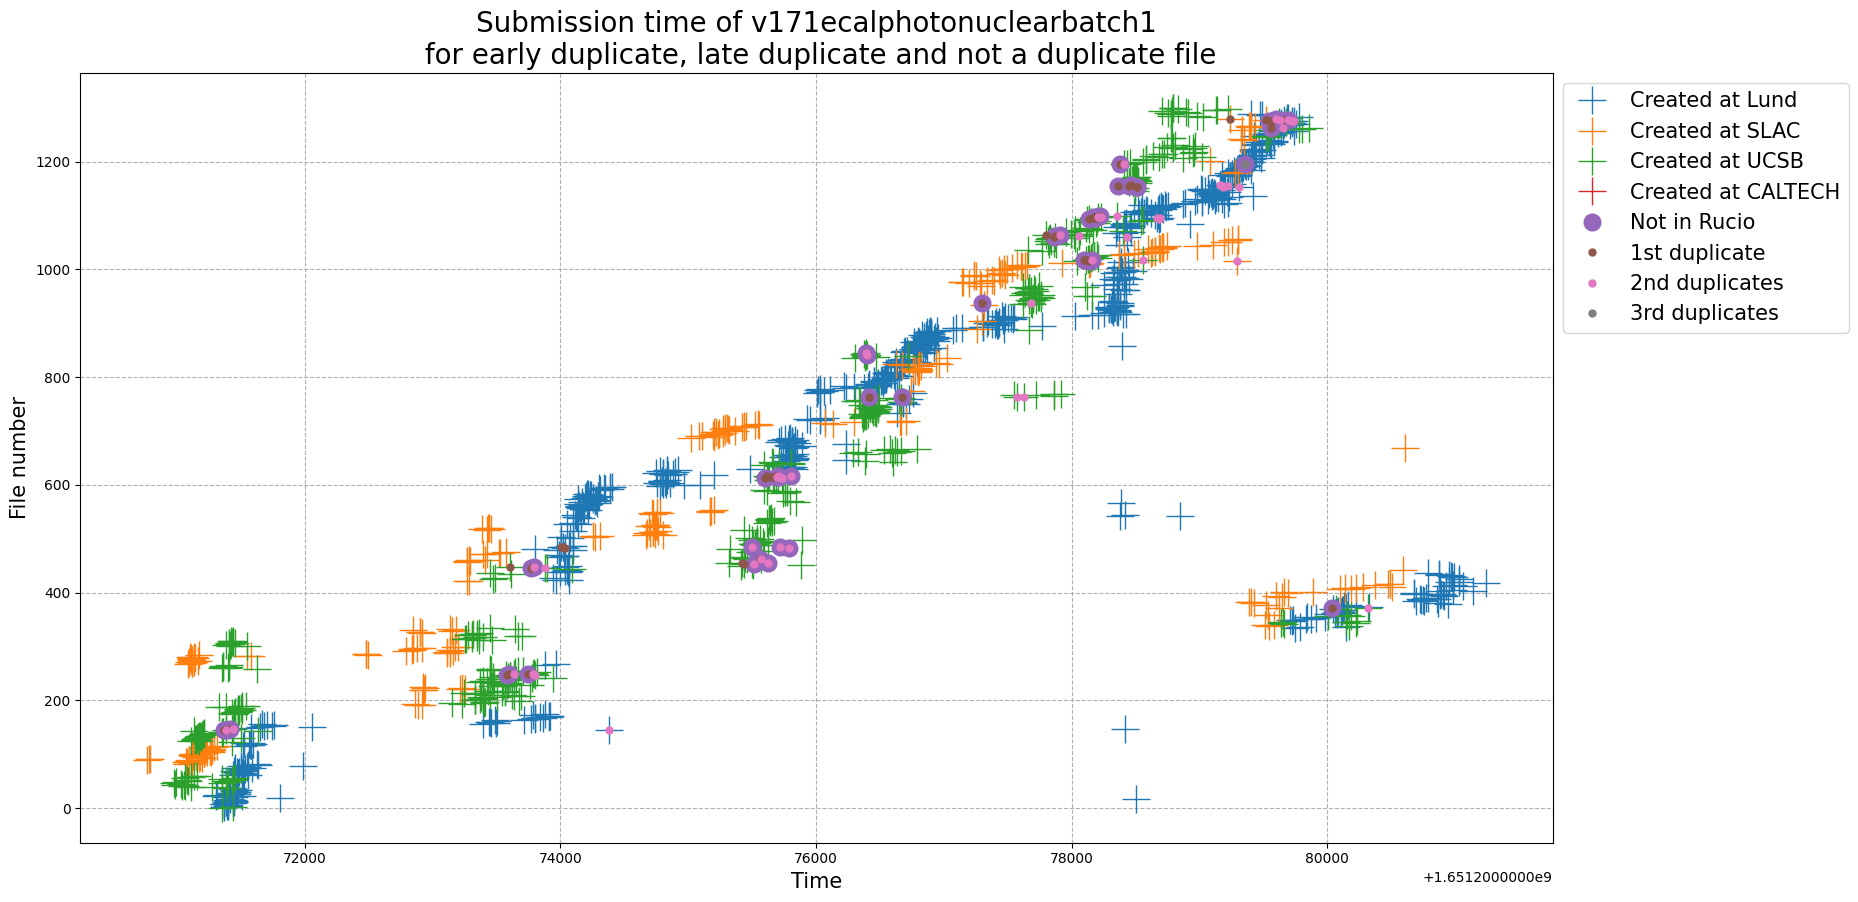 Submission time of v171ecalphotonuclearbatch1
for early duplicate, late duplicate and not a duplicate file
Created at Lund
Created at SLAC
Created at UCSB
Created at CALTECH
Not in Rucio
1st duplicate
2nd duplicates
3rd duplicates
File number
1200
1000
800
600
400
200
0
72000
74000
76000
78000
80000
Time
+1.6512000000e9